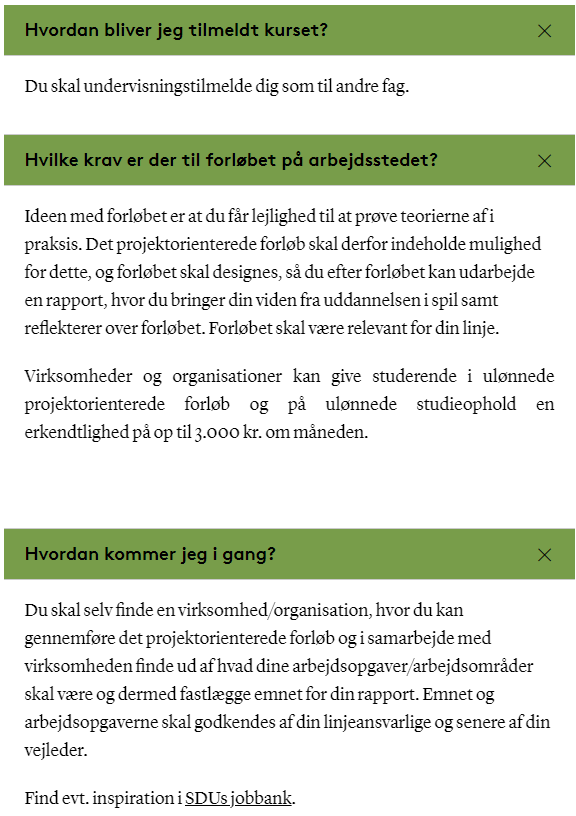 Hvordan bliver jeg tilmeldt kurset?
Du skal undervisningstilmelde dig som til andre fag.
Hvilke krav er der til forløbet på arbejdsstedet?
Ideen med forløbet er at du får lejlighed til at prøve teorierne af i
praksis. Det projektorienterede forløb skal derfor indeholde mulighed
for dette, og forløbet skal designes, så du efter forløbet kan udarbejde
en rapport, hvor du bringer din viden fra uddannelsen i spil samt
reflekterer over forløbet. Forløbet skal være relevant for din linje.
Virksomheder og organisationer kan give studerende i ulønnede
projektorienterede forløb og på ulønnede studieophold en
erkendtlighed på op til 3.000 kr. om måneden.
Hvordan kommer jeg i gang?
Du skal selv finde en virksomhed/organisation, hvor du kan
gennemføre det projektorienterede forløb og i samarbejde med
virksomheden finde ud af hvad dine arbejdsopgaver/arbejdsområder
skal være og dermed fastlægge emnet for din rapport. Emnet og
arbejdsopgaverne skal godkendes af din linjeansvarlige og senere af din
vejleder.
Find evt. inspiration i SDUs jobbank.